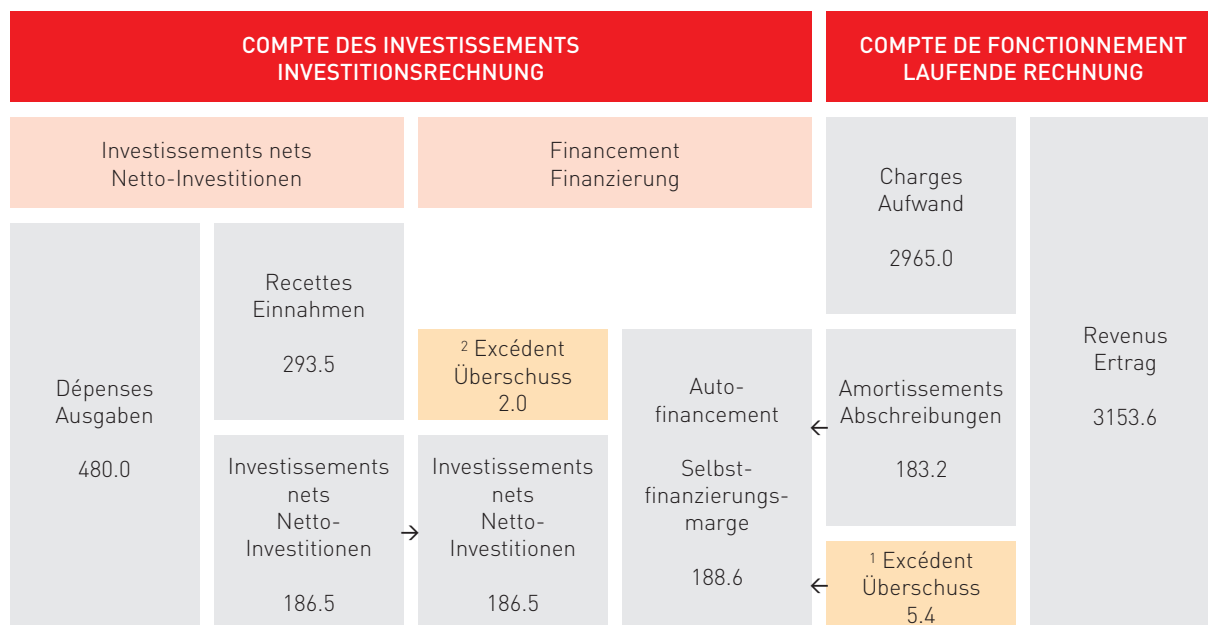 COMPTE DES INVESTISSEMENTS
INVESTITIONSRECHNUNG
COMPTE DE FONCTIONNEMENT
LAUFENDE RECHNUNG
Investissements nets
Netto-Investitionen
Financement
Finanzierung
Charges
Aufwand
2965.0
Revenus
Ertrag
3153.6
Dépenses
Ausgaben
480.0
Recettes
Einnahmen
293.5
² Excédent
Überschuss
2.0
Auto-
financement
Selbst-
finanzierungs-
marge
188.6
←
Amortissements
Abschreibungen
183.2
Investissements
nets
Netto-
Investitionen
186.5
→
Investissements
nets
Netto-
Investitionen
186.5
←
¹ Excédent
Überschuss
5.4